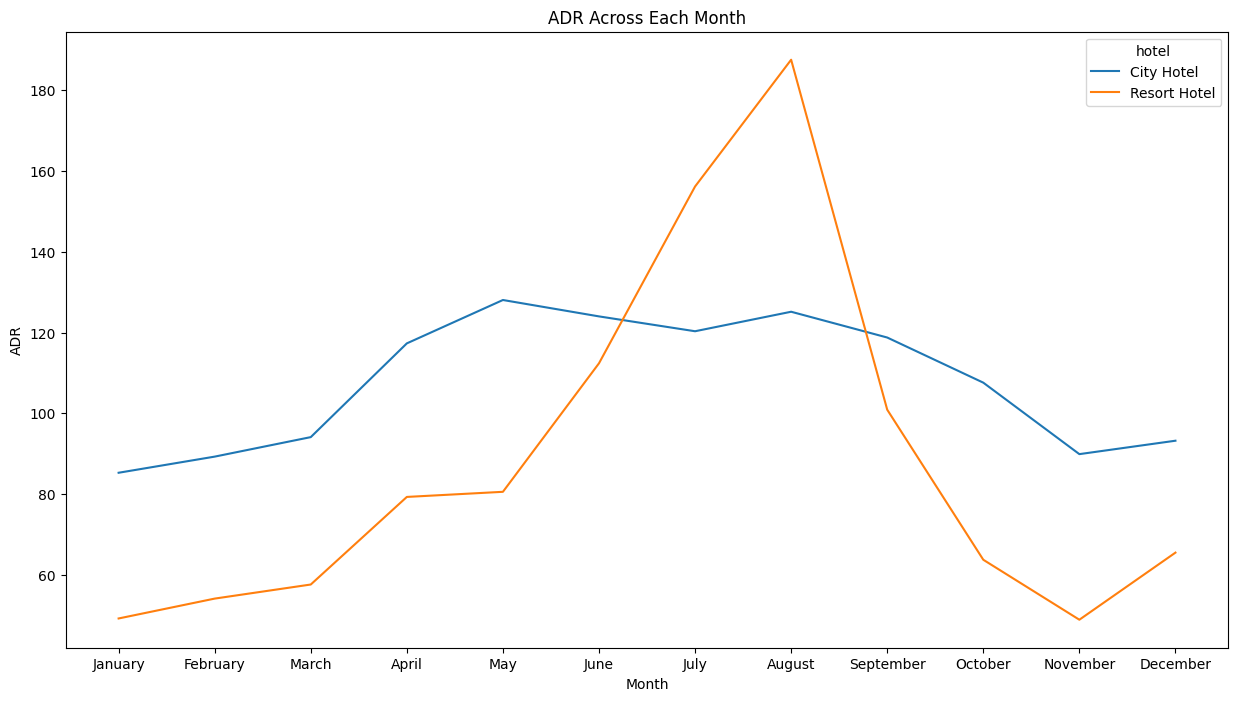 ADR Across Each Month
hotel
City Hotel
Resort Hotel
180
160
140
120
100
80
60
ADR
January February March April May June July August September October November December
Month